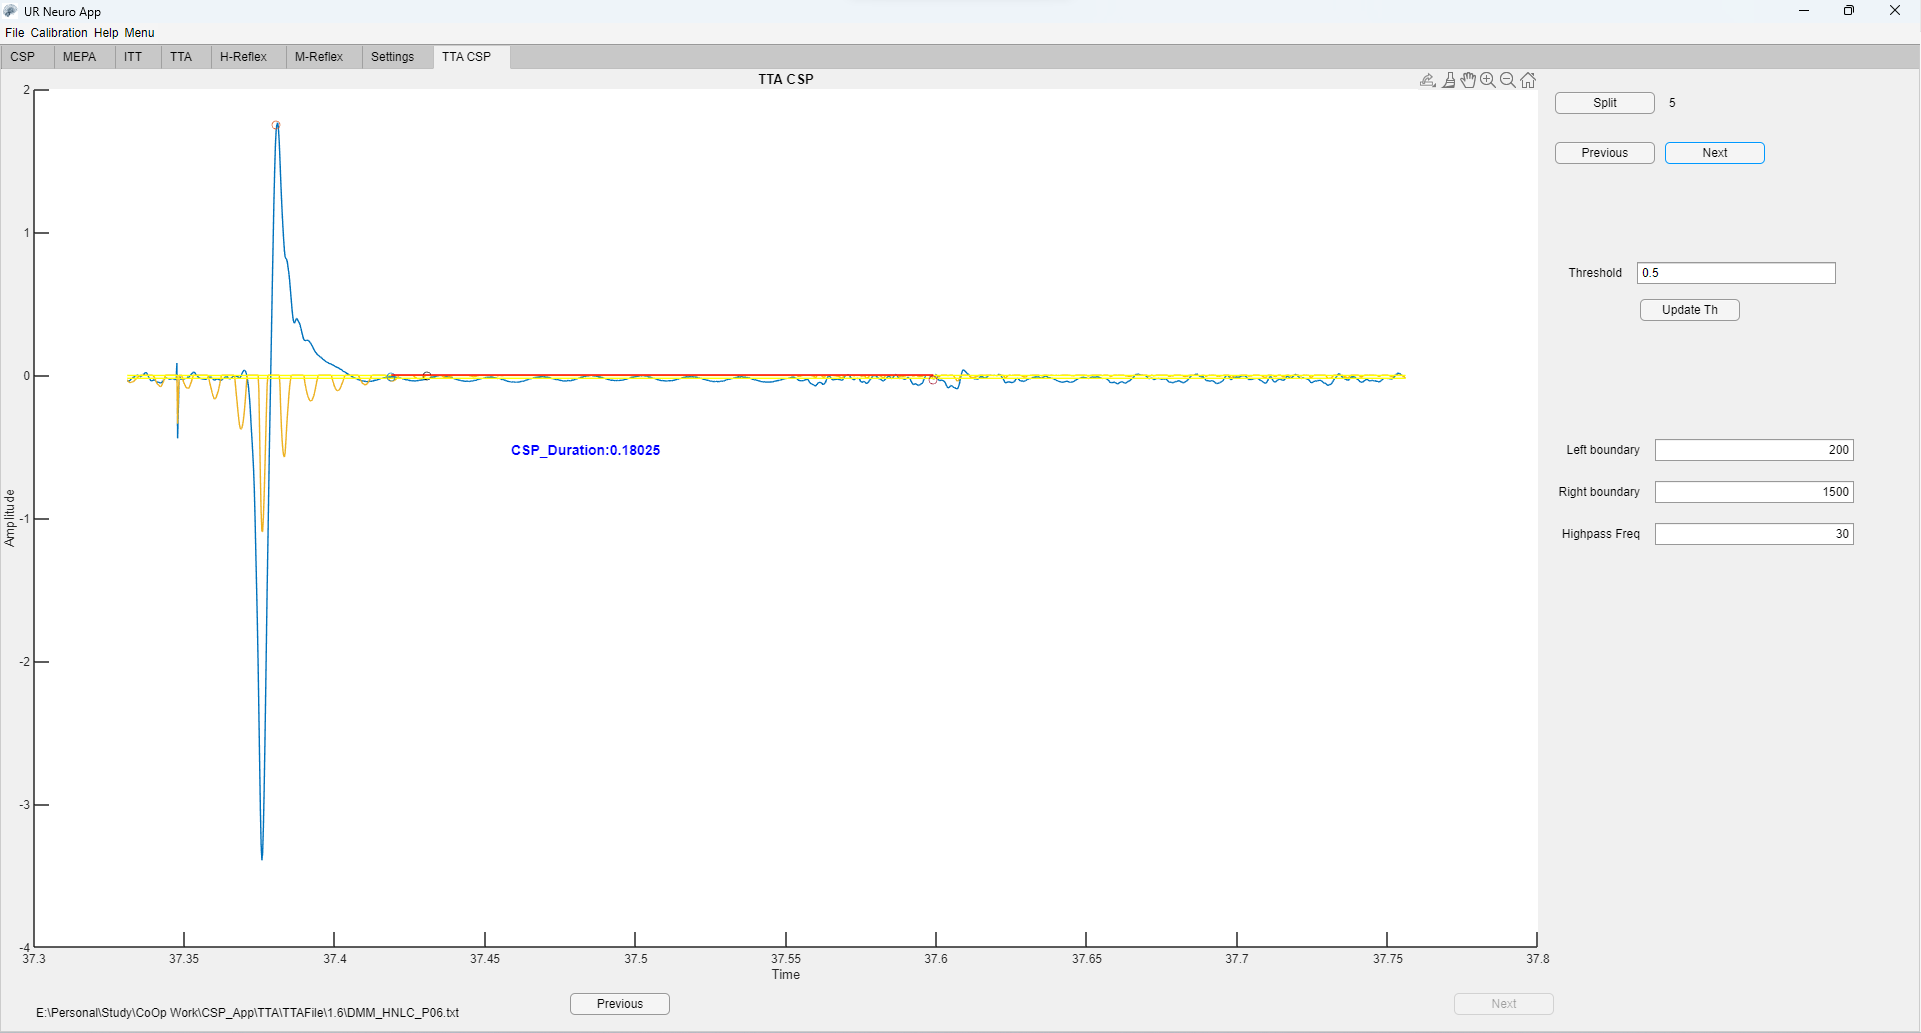 UR Neuro App
File Calibration Help Menu
CSP MEPA ITT TTA H-Reflex M-Reflex Settings TTA CSP
TTA CSP
Split 5
Previous Next
Threshold 0.5
Update Th
Left boundary 200
Right boundary 1500
Highpass Freq 30
2
1
0
-1
-2
-3
-4
Amplitude
CSP_Duration:0.18025
37.3 37.35 37.4 37.45 37.5 37.55 37.6 37.65 37.7 37.75 37.8
Time
Previous Next
E:\Personal\Study\CoOp Work\CSP_App\TTA\TTAFile\1.6\DMM_HNLC_P06.txt